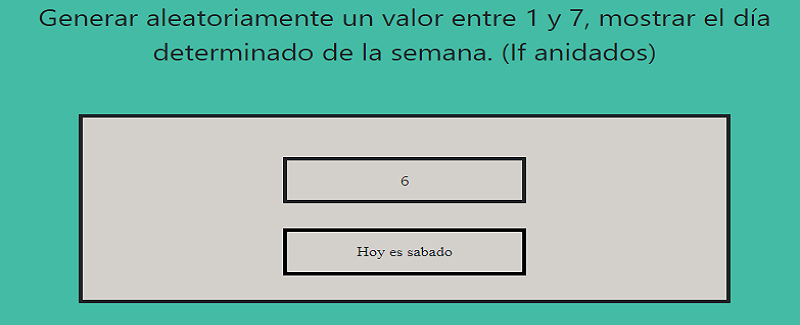 Generar aleatoriamente un valor entre 1 y 7, mostrar el día
determinado de la semana. (If anidados)
6
Hoy es sabado